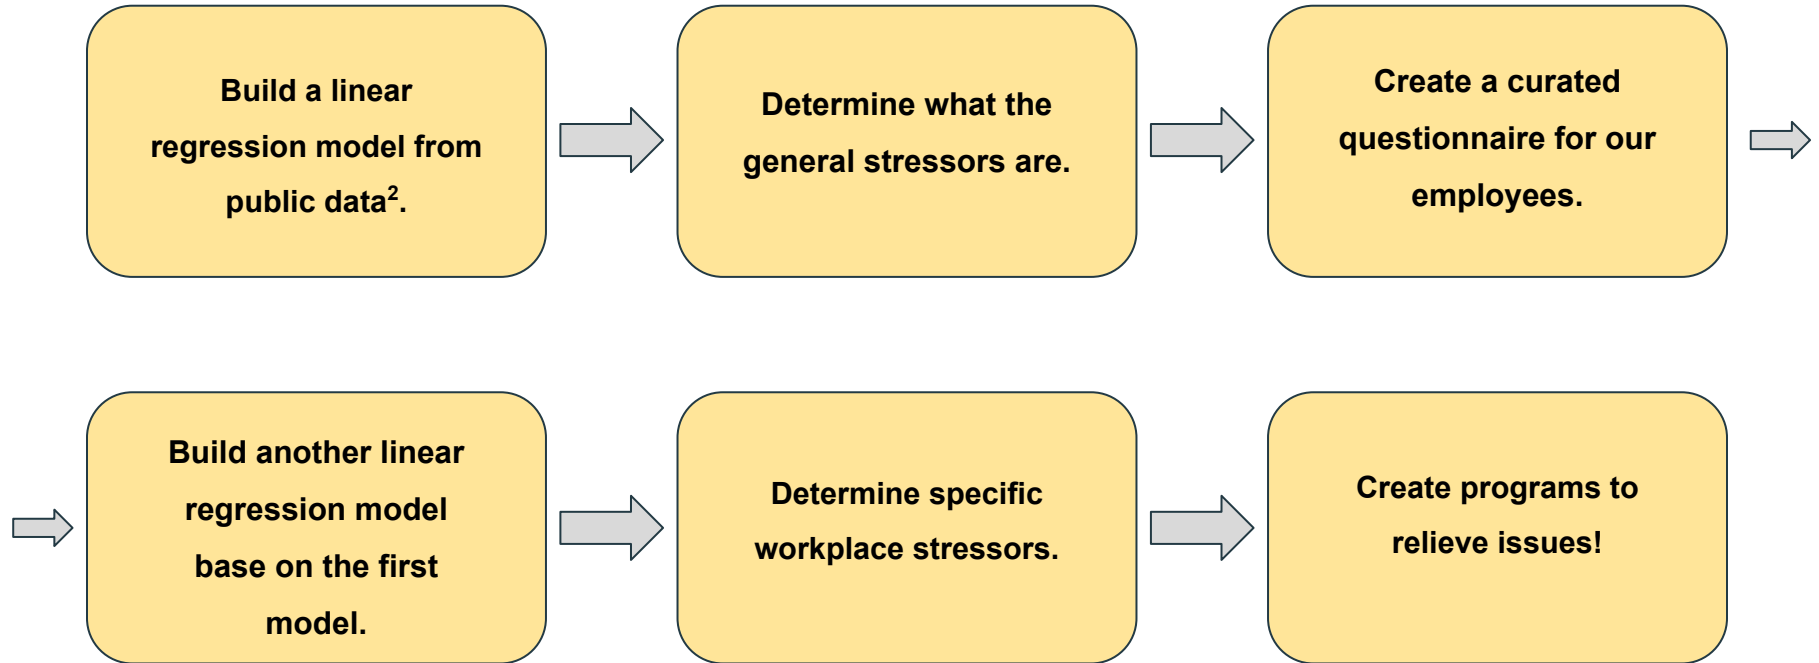 Build a linear
regression model from
public data².
Determine what the
general stressors are.
Create a curated
questionnaire for our
employees.
Build another linear
regression model
base on the first
model.
Determine specific
workplace stressors.
Create programs to
relieve issues!